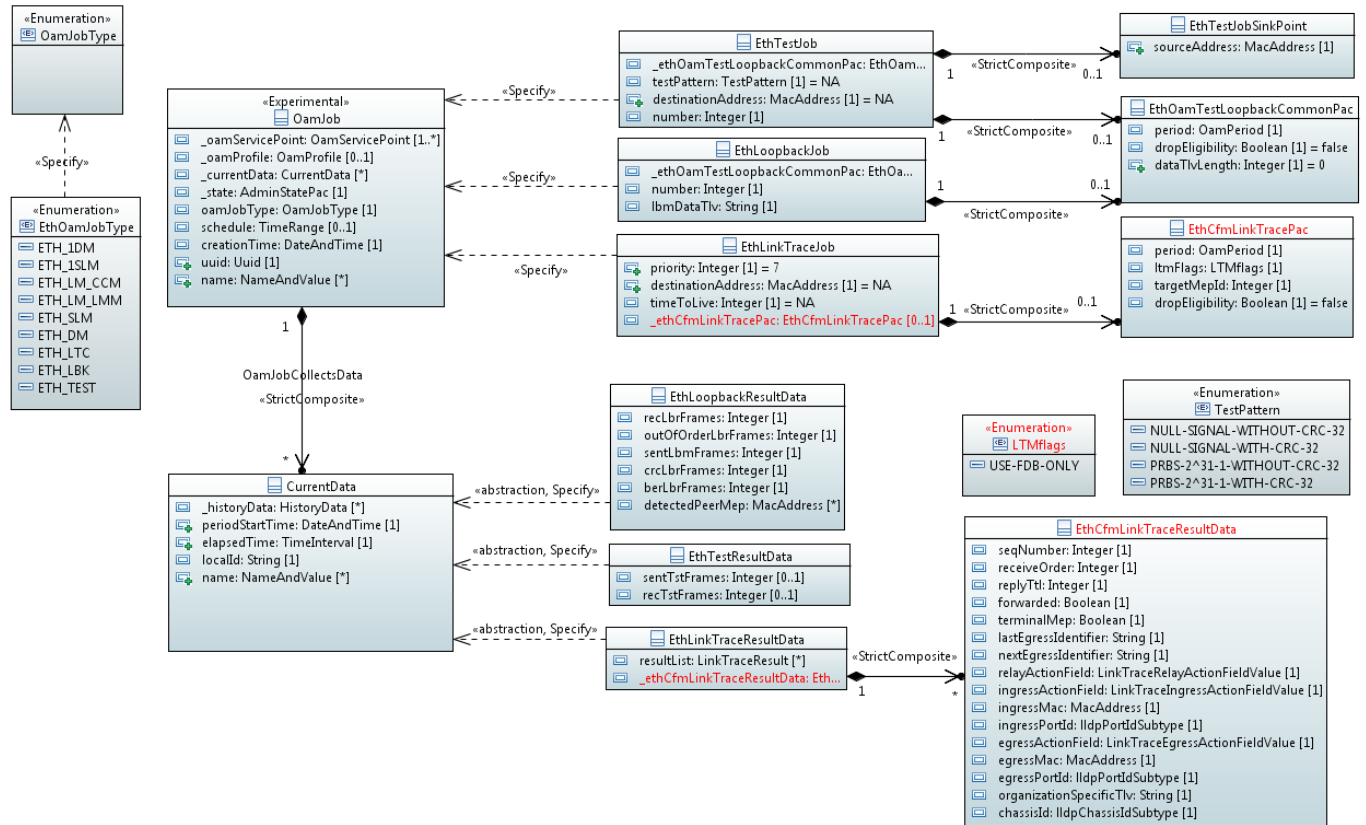 «Enumeration»
OamJobType
«Specify»
«Enumeration»
EthOamJobType
ETH_1DM
ETH_1SLM
ETH_LM_CCM
ETH_LM_LMM
ETH_SLM
ETH_DM
ETH_LTC
ETH_LBK
ETH_TEST
«Experimental»
OamJob
_oamServicePoint: OamServicePoint [1..*]
_oamProfile: OamProfile [0..1]
_currentData: CurrentData [*]
_state: AdminStatePac [1]
oamJobType: OamJobType [1]
schedule: TimeRange [0..1]
creationTime: DateAndTime [1]
uuid: Uuid [1]
name: NameAndValue [*]
1
OamJobCollectsData
«StrictComposite»
*
CurrentData
_historyData: HistoryData [*]
periodStartTime: DateAndTime [1]
elapsedTime: TimeInterval [1]
localId: String [1]
name: NameAndValue [*]
«Specify»
«Specify»
«Specify»
EthTestJob
_ethOamTestLoopbackCommonPac: EthOam...
testPattern: TestPattern [1] = NA
destinationAddress: MacAddress [1] = NA
number: Integer [1]
EthLoopbackJob
_ethOamTestLoopbackCommonPac: EthOa...
number: Integer [1]
lbmDataTlv: String [1]
EthLinkTraceJob
priority: Integer [1] = 7
destinationAddress: MacAddress [1] = NA
timeToLive: Integer [1] = NA
_ethCfmLinkTracePac: EthCfmLinkTracePac [0..1]
1
«StrictComposite»
0..1
1
«StrictComposite»
0..1
1
«StrictComposite»
0..1
1
«StrictComposite»
0..1
EthTestJobSinkPoint
sourceAddress: MacAddress [1]
EthOamTestLoopbackCommonPac
period: OamPeriod [1]
dropEligibility: Boolean [1] = false
dataTlvLength: Integer [1] = 0
EthCfmLinkTracePac
period: OamPeriod [1]
ltmFlags: LTMflags [1]
targetMepId: Integer [1]
dropEligibility: Boolean [1] = false
«abstraction, Specify»
«abstraction, Specify»
«abstraction, Specify»
EthLoopbackResultData
recLbrFrames: Integer [1]
outOfOrderLbrFrames: Integer [1]
sentLbmFrames: Integer [1]
crcLbrFrames: Integer [1]
berLbrFrames: Integer [1]
detectedPeerMep: MacAddress [*]
EthTestResultData
sentTstFrames: Integer [0..1]
recTstFrames: Integer [0..1]
EthLinkTraceResultData
resultList: LinkTraceResult [*]
_ethCfmLinkTraceResultData: Eth...
«StrictComposite»
1
*
«Enumeration»
LTMflags
USE-FDB-ONLY
«Enumeration»
TestPattern
NULL-SIGNAL-WITHOUT-CRC-32
NULL-SIGNAL-WITH-CRC-32
PRBS-2^31-1-WITHOUT-CRC-32
PRBS-2^31-1-WITH-CRC-32
EthCfmLinkTraceResultData
seqNumber: Integer [1]
receiveOrder: Integer [1]
replyTtl: Integer [1]
forwarded: Boolean [1]
terminalMep: Boolean [1]
lastEgressIdentifier: String [1]
nextEgressIdentifier: String [1]
relayActionField: LinkTraceRelayActionFieldValue [1]
ingressActionField: LinkTraceIngressActionFieldValue [1]
ingressMac: MacAddress [1]
ingressPortId: lldpPortIdSubtype [1]
egressActionField: LinkTraceEgressActionFieldValue [1]
egressMac: MacAddress [1]
egressPortId: lldpPortIdSubtype [1]
organizationSpecificTlv: String [1]
chassisId: lldpChassisIdSubtype [1]